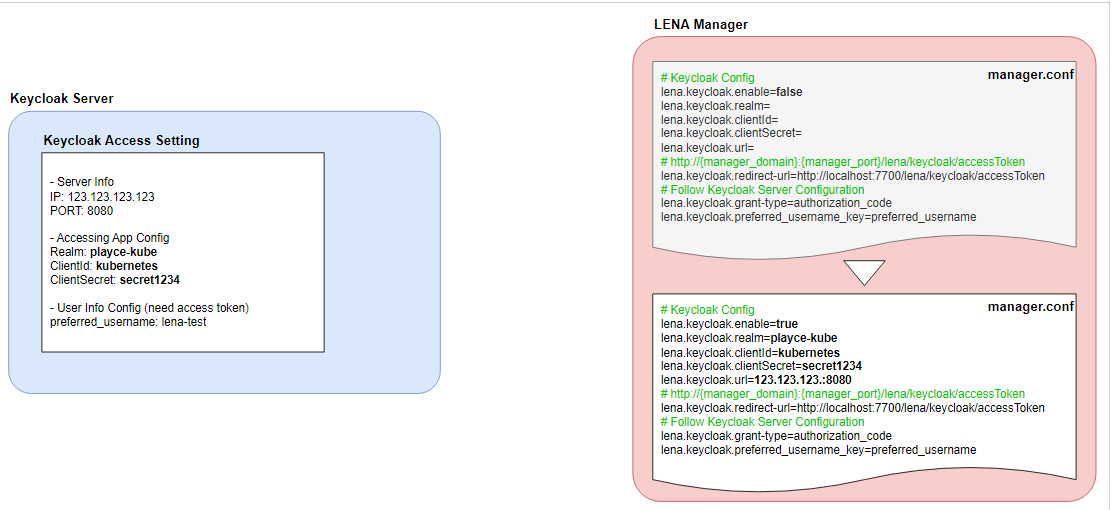 Keycloak Server
Keycloak Access Setting
- Server Info
IP: 123.123.123.123
PORT: 8080
- Accessing App Config
Realm: playce-kube
ClientId: kubernetes
ClientSecret: secret1234
- User Info Config (need access token)
preferred_username: lena-test
LENA Manager
manager.conf
# Keycloak Config
lena.keycloak.enable=false
lena.keycloak.realm=
lena.keycloak.clientId=
lena.keycloak.clientSecret=
lena.keycloak.url=
# http://{manager_domain}:{manager_port}/lena/keycloak/accessToken
lena.keycloak.redirect-url=http://localhost:7700/lena/keycloak/accessToken
# Follow Keycloak Server Configuration
lena.keycloak.grant-type=authorization_code
lena.keycloak.preferred_username_key=preferred_username
manager.conf
# Keycloak Config
lena.keycloak.enable=true
lena.keycloak.realm=playce-kube
lena.keycloak.clientId=kubernetes
lena.keycloak.clientSecret=secret1234
lena.keycloak.url=123.123.123.:8080
# http://{manager_domain}:{manager_port}/lena/keycloak/accessToken
lena.keycloak.redirect-url=http://localhost:7700/lena/keycloak/accessToken
# Follow Keycloak Server Configuration
lena.keycloak.grant-type=authorization_code
lena.keycloak.preferred_username_key=preferred_username